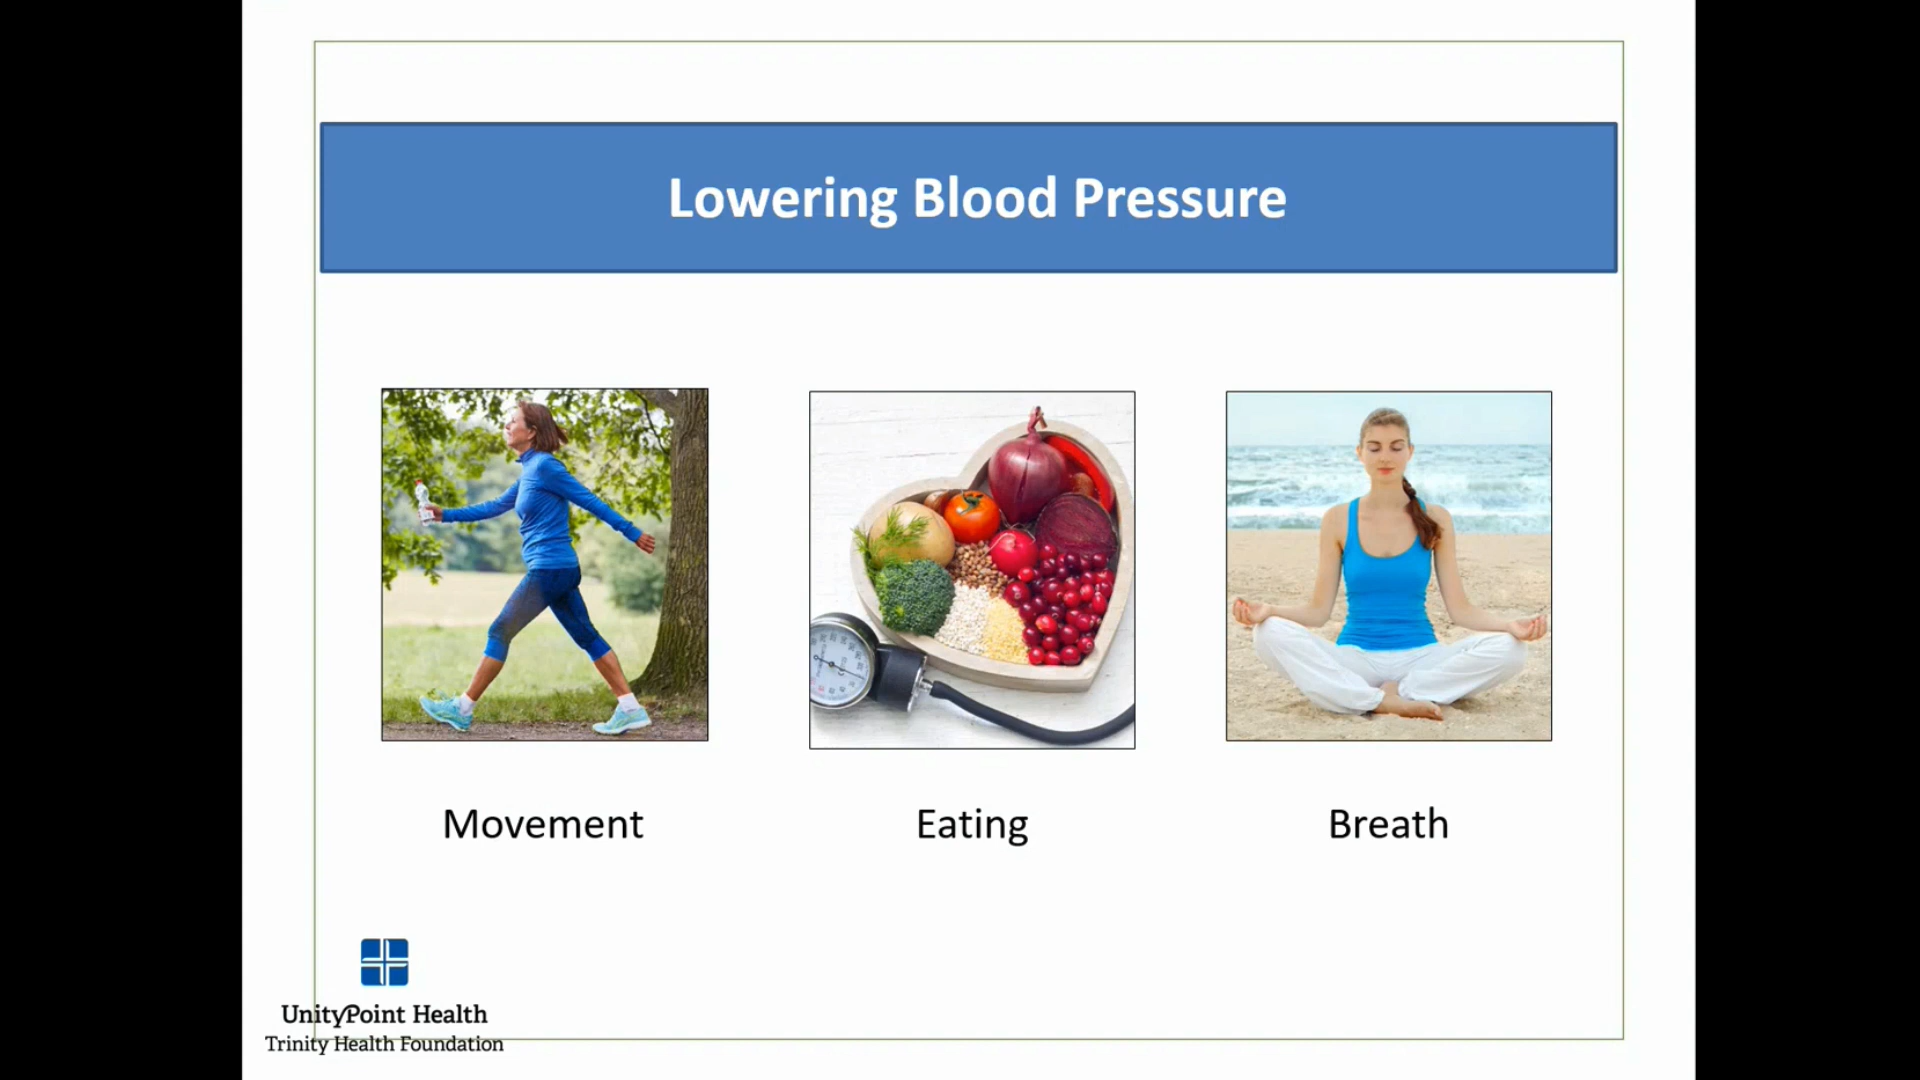 Lowering Blood Pressure
Movement
Eating
Breath
UnityPoint Health
Trinity Health Foundation